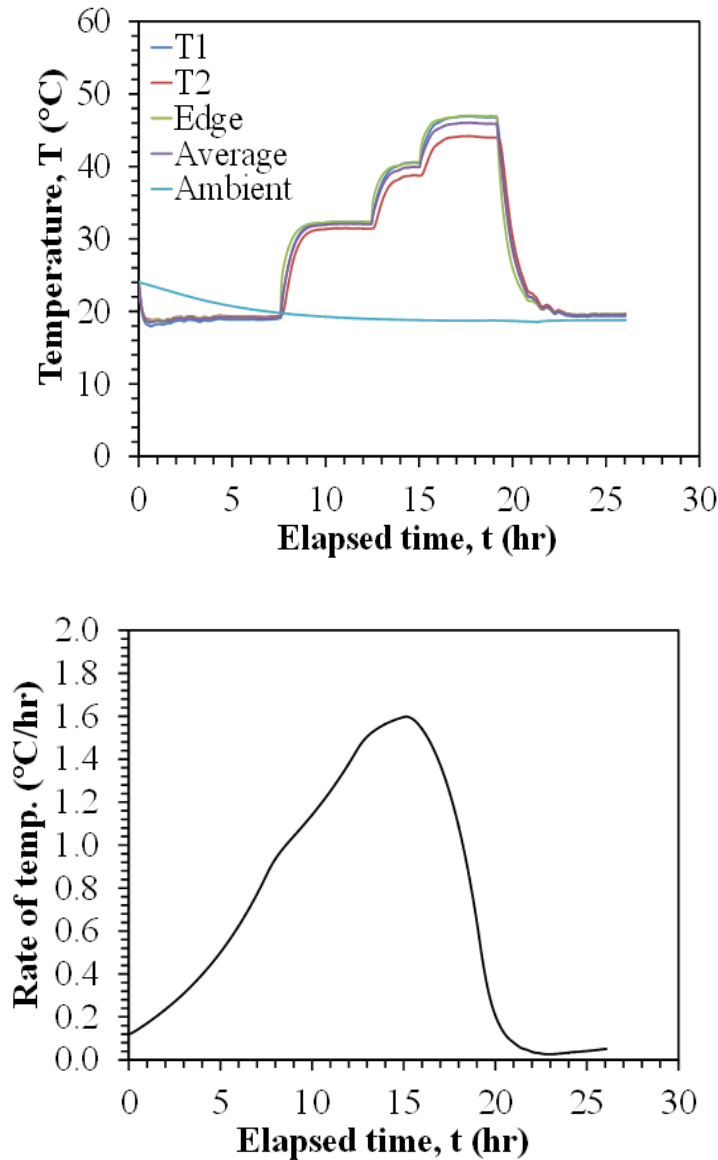 60
50
40
30
20
10
0
Temperature, T (°C)
T1
T2
Edge
Average
Ambient
0 5 10 15 20 25 30
Elapsed time, t (hr)
2.0
1.8
1.6
1.4
1.2
1.0
0.8
0.6
0.4
0.2
0.0
Rate of temp. (°C/hr)
0 5 10 15 20 25 30
Elapsed time, t (hr)